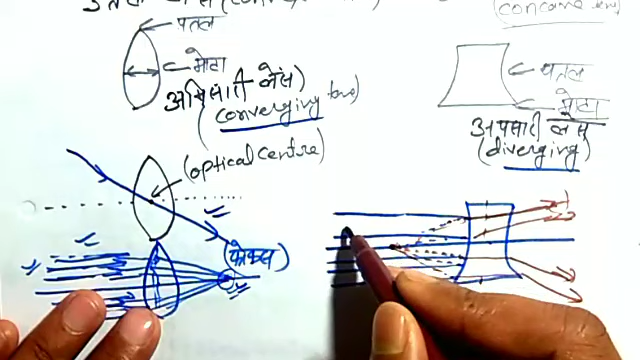 (concave lens)
पतल
मोटा
अभिसारी लेंस)
(converging lens)
पतल
मोटा
अपसारी लेंस
(diverging)
(optical centre)
(फोकस)